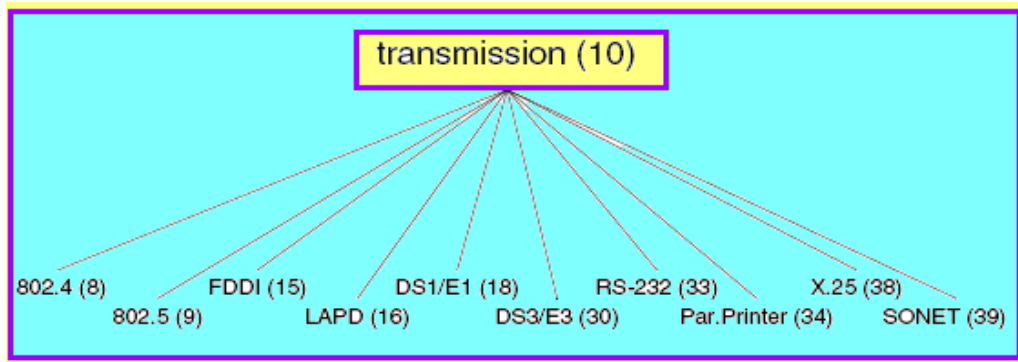 transmission (10)
802.4 (8) FDDI (15) DS1/E1 (18) RS-232 (33) X.25 (38)
802.5 (9) LAPD (16) DS3/E3 (30) Par.Printer (34) SONET (39)